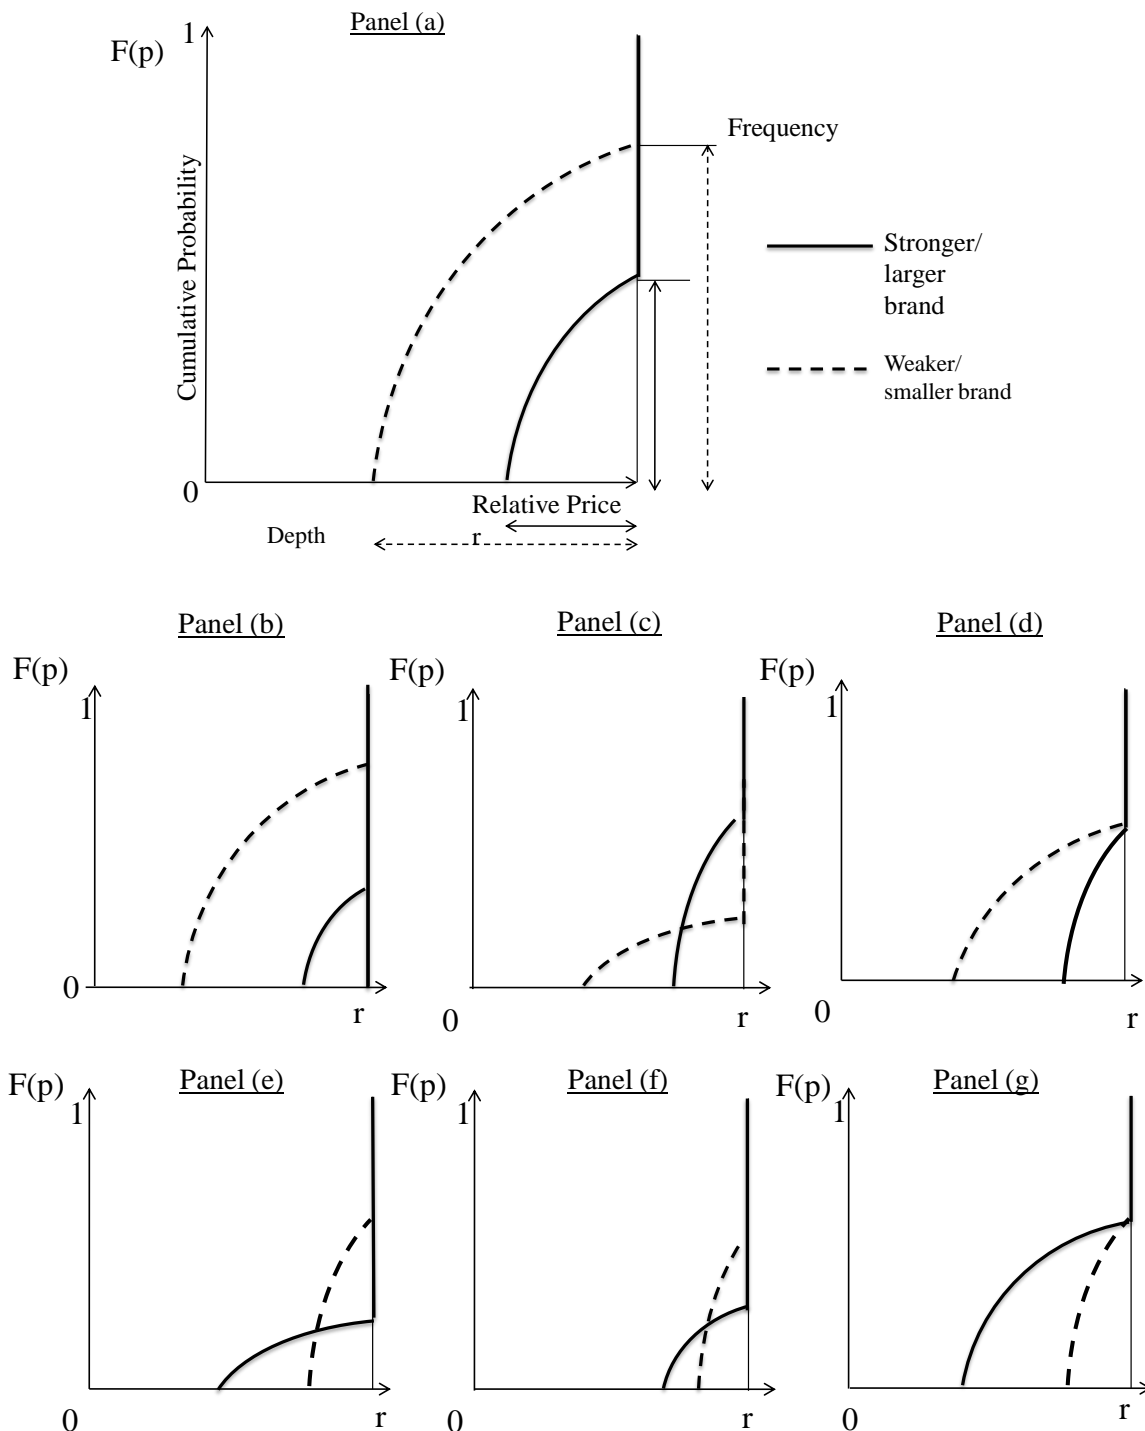 Panel (a)
1
F(p)
Cumulative Probability
Frequency
Stronger/
larger
brand
Weaker/
smaller brand
0
Relative Price
Depth
r
Panel (b)
Panel (c)
Panel (d)
F(p)
F(p)
F(p)
1
1
1
0
r
0
r
0
r
Panel (e)
Panel (f)
Panel (g)
F(p)
F(p)
F(p)
1
1
1
0
r
0
r
0
r